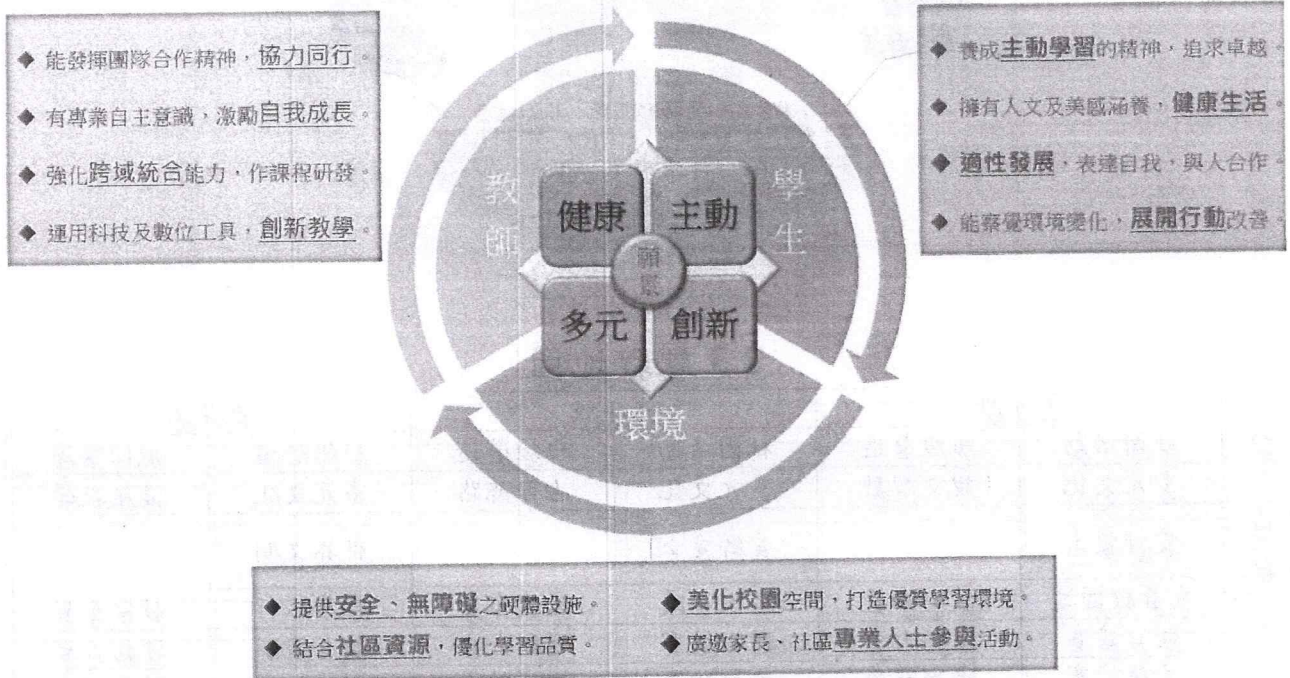 ◆ 能發揮團隊合作精神，協力同行。
◆ 有專業自主意識，激勵自我成長。
◆ 強化跨域統合能力，作課程研發。
◆ 運用科技及數位工具，創新教學。
◆ 養成主動學習的精神，追求卓越。
◆ 擁有人文及美感涵養，健康生活。
◆ 適性發展，表達自我，與人合作。
◆ 能察覺環境變化，展開行動改善。
教師
學生
健康
主動
願景
多元
創新
環境
◆ 提供安全、無障礙之硬體設施。
◆ 美化校園空間，打造優質學習環境。
◆ 結合社區資源，優化學習品質。
◆ 廣邀家長、社區專業人士參與活動。